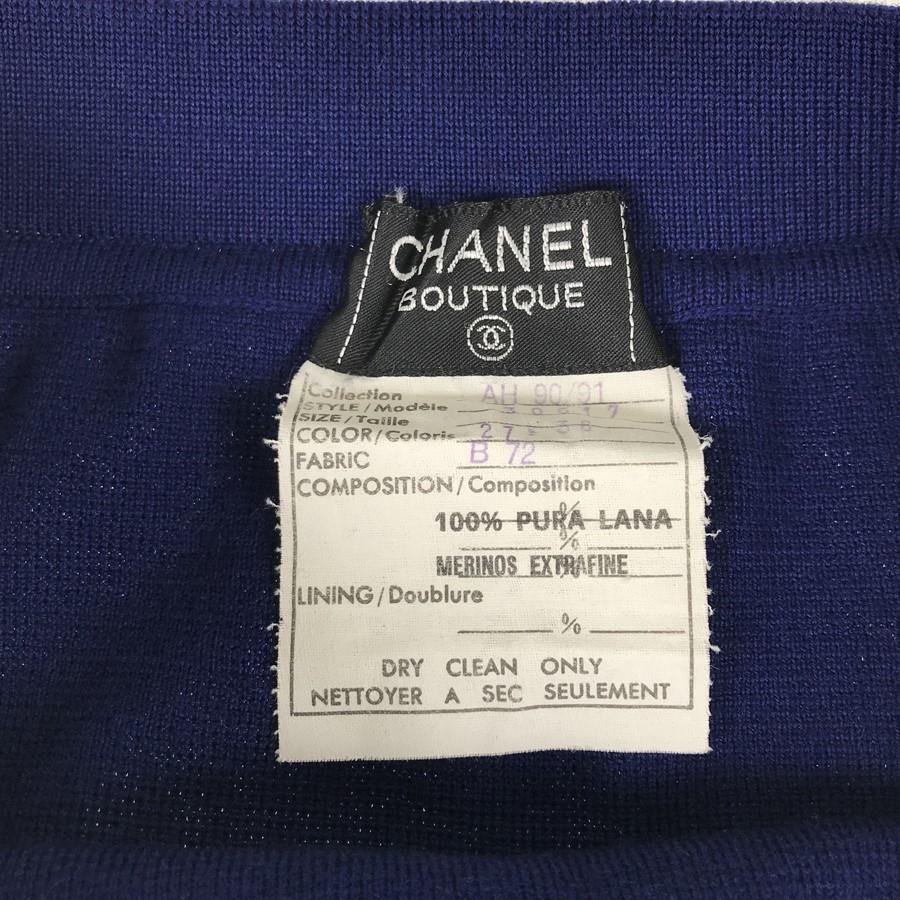 CHANEL
BOUTIQUE
Collection AH 90/91
STYLE/Modèle
SIZE/Taille
COLOR/Coloris
FABRIC B 72
COMPOSITION/Composition
100% PURA LANA %
%
MERINOS EXTRAFINE %
LINING/Doublure
%
DRY CLEAN ONLY
NETTOYER A SEC SEULEMENT